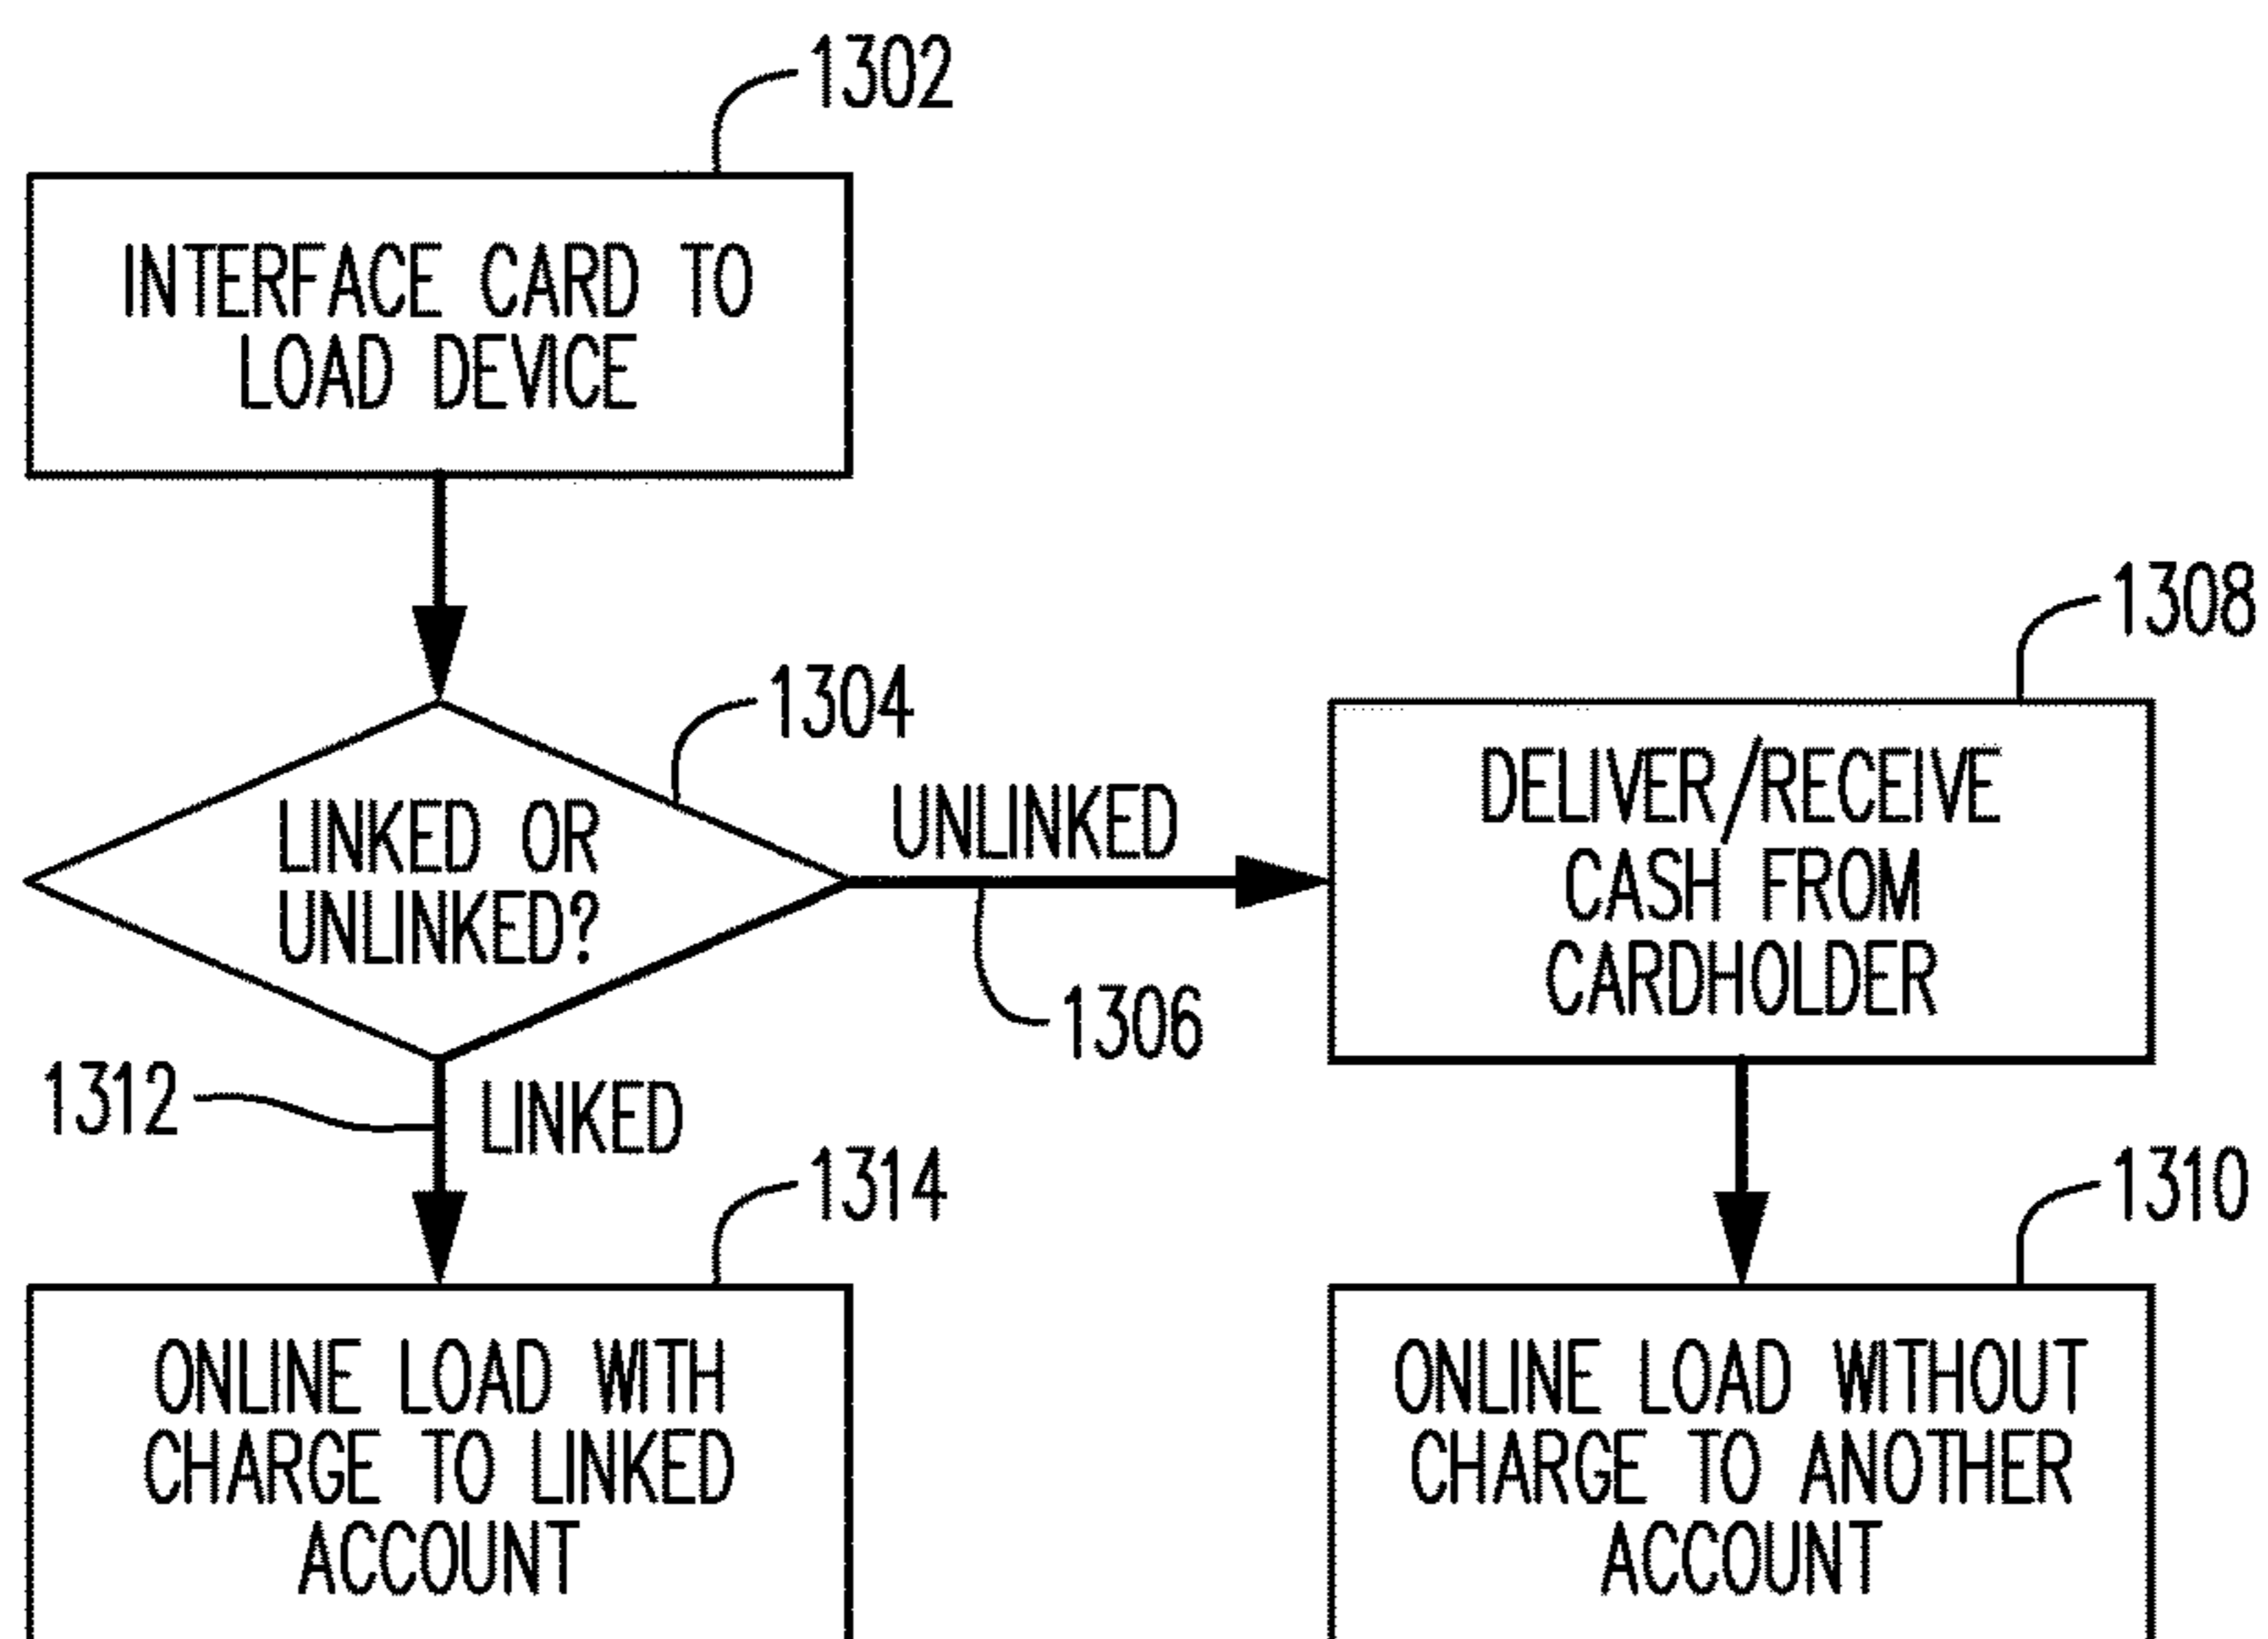 1302
INTERFACE CARD TO
LOAD DEVICE
1304
LINKED OR
UNLINKED?
UNLINKED
1306
1308
DELIVER/RECEIVE
CASH FROM
CARDHOLDER
1312
LINKED
1314
ONLINE LOAD WITH
CHARGE TO LINKED
ACCOUNT
1310
ONLINE LOAD WITHOUT
CHARGE TO ANOTHER
ACCOUNT